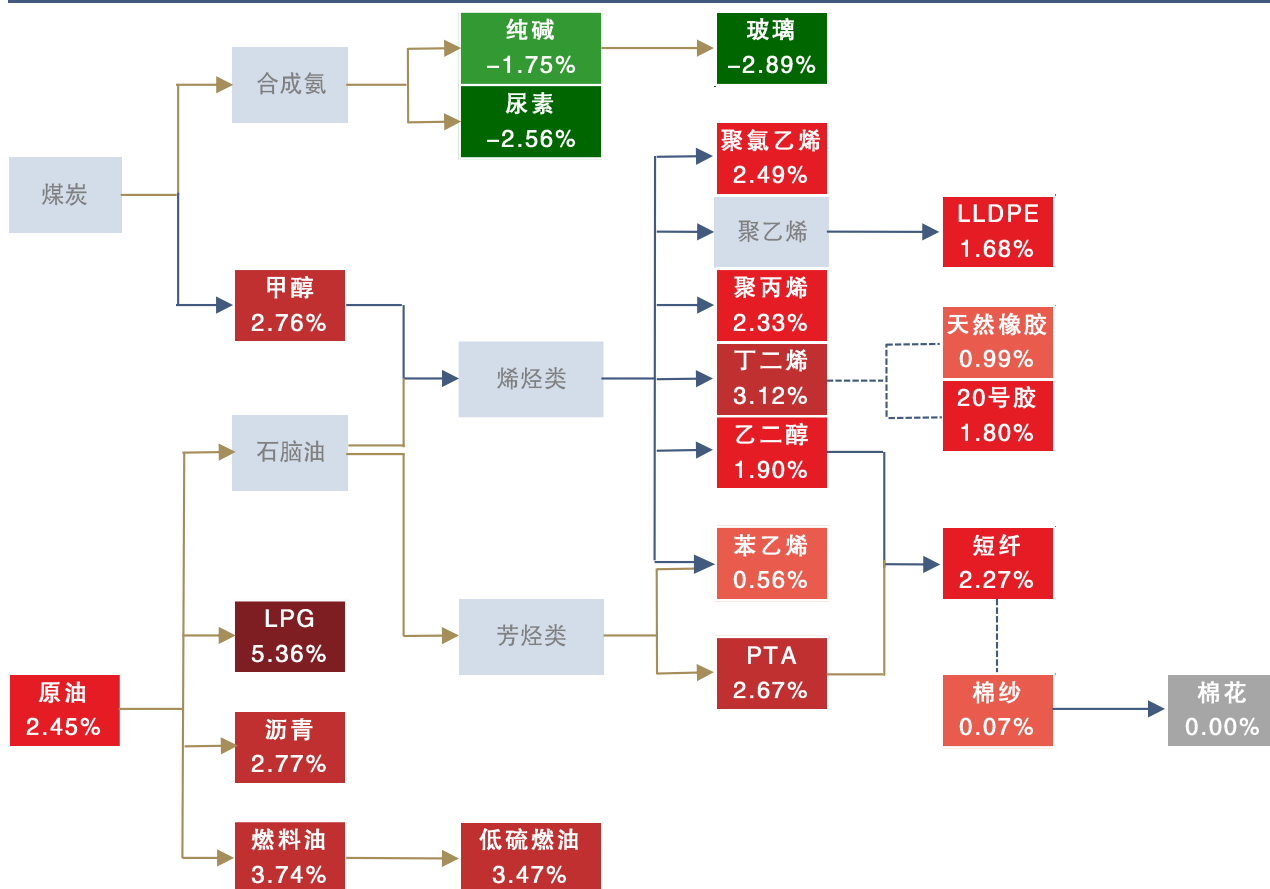 纯碱
-1.75%
玻璃
-2.89%
合成氨
尿素
-2.56%
聚氯乙烯
2.49%
煤炭
聚乙烯
LLDPE
1.68%
甲醇
2.76%
聚丙烯
2.33%
天然橡胶
0.99%
烯烃类
丁二烯
3.12%
20号胶
1.80%
石脑油
乙二醇
1.90%
苯乙烯
0.56%
短纤
2.27%
LPG
5.36%
芳烃类
PTA
2.67%
原油
2.45%
棉纱
0.07%
棉花
0.00%
沥青
2.77%
燃料油
3.74%
低硫燃油
3.47%